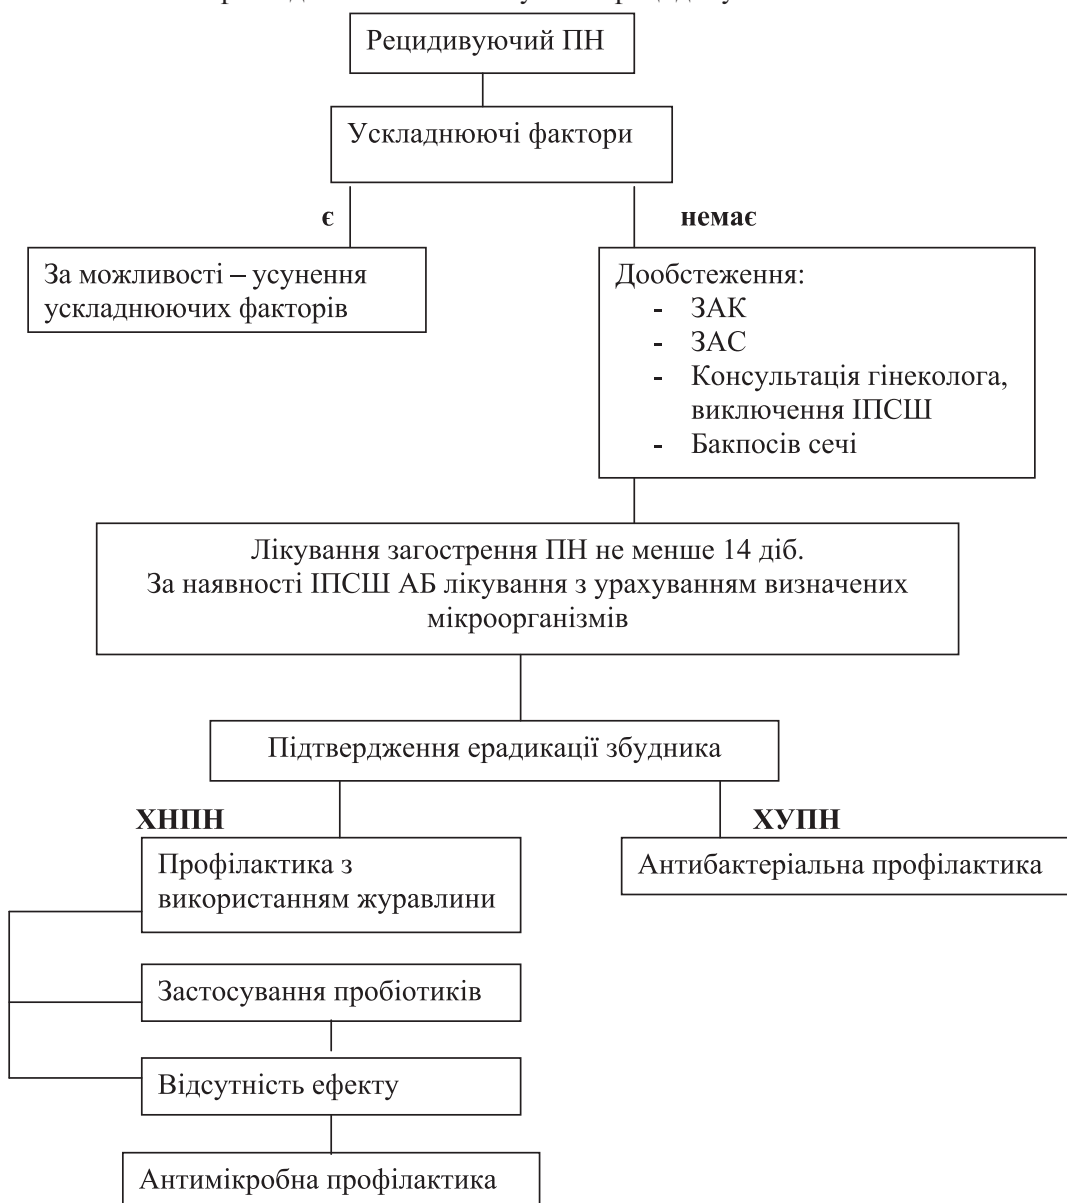 Рецидивуючий ПН
Ускладнюючі фактори
є
немає
За можливості – усунення
ускладнюючих факторів
Дообстеження:
- ЗАК
- ЗАС
- Консультація гінеколога,
виключення ІПСШ
- Бакпосів сечі
Лікування загострення ПН не менше 14 діб.
За наявності ІПСШ АБ лікування з урахуванням визначених
мікроорганізмів
Підтвердження ерадикації збудника
ХНПН
ХУПН
Профілактика з
використанням журавлини
Антибактеріальна профілактика
Застосування пробіотиків
Відсутність ефекту
Антимікробна профілактика